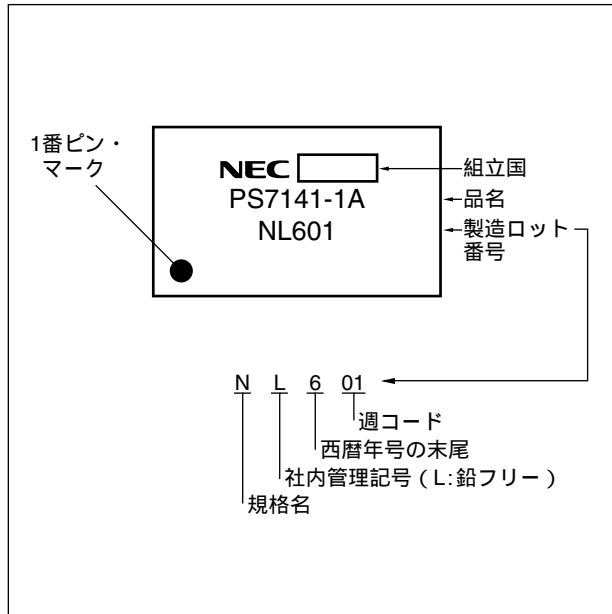 1番ピン・
マーク
NEC
組立国
PS7141-1A
品名
NL601
製造ロット
番号
N L 6 01
週コード
西暦年号の末尾
社内管理記号（L:鉛フリー）
規格名